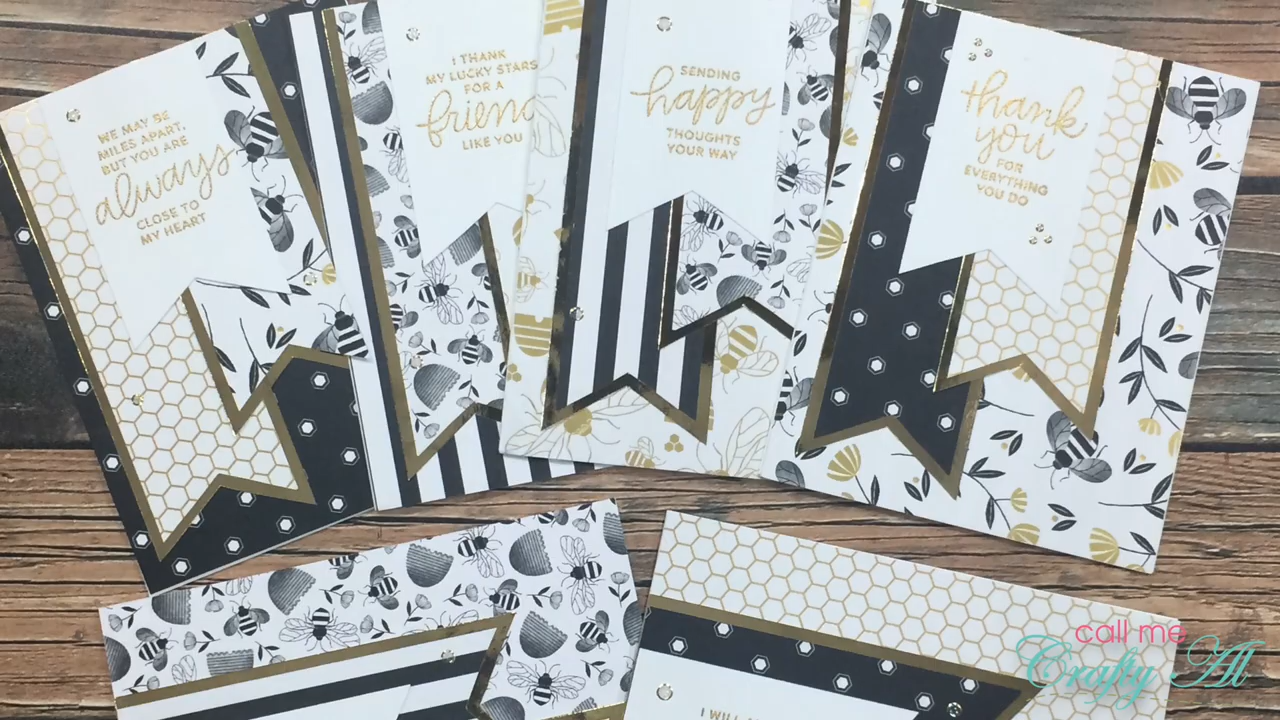 WE MAY BE
MILES APART,
BUT YOU ARE
always
CLOSE TO
MY HEART
I THANK
MY LUCKY STARS
FOR A
friend
LIKE YOU
SENDING
happy
THOUGHTS
YOUR WAY
thank
you
FOR
EVERYTHING
YOU DO
I WILL
call me
Crafty Al